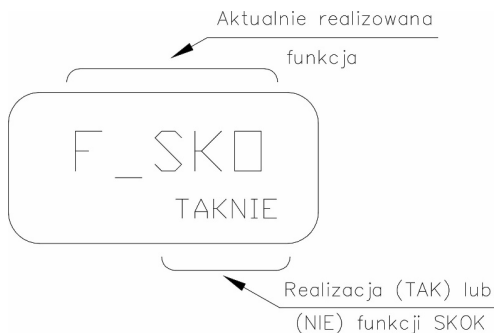 Aktualnie realizowana
funkcja
F_SKO
TAKNIE
Realizacja (TAK) lub
(NIE) funkcji SKOK